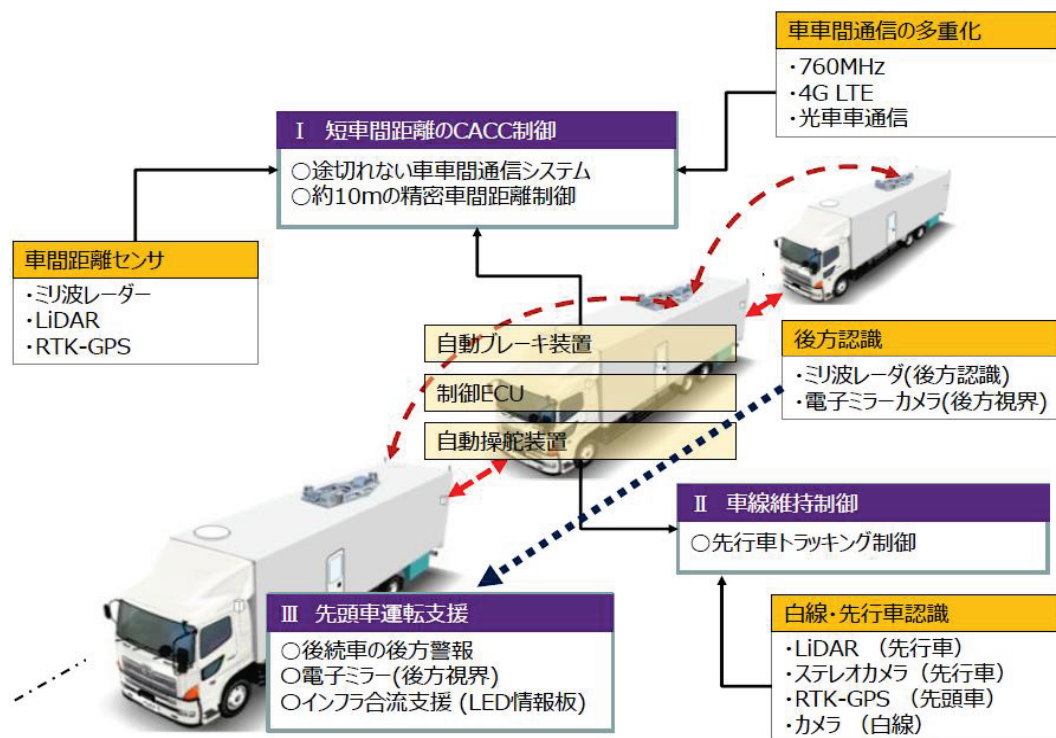 車車間通信の多重化
・760MHz
・4G LTE
・光車車通信
Ⅰ 短車間距離のCACC制御
○途切れない車車間通信システム
○約10mの精密車間距離制御
車間距離センサ
・ミリ波レーダー
・LiDAR
・RTK-GPS
自動ブレーキ装置
制御ECU
自動操舵装置
後方認識
・ミリ波レーダ(後方認識)
・電子ミラーカメラ(後方視界)
Ⅱ 車線維持制御
○先行車トラッキング制御
Ⅲ 先頭車運転支援
○後続車の後方警報
○電子ミラー(後方視界)
○インフラ合流支援 (LED情報板)
白線・先行車認識
・LiDAR (先行車)
・ステレオカメラ (先行車)
・RTK-GPS (先頭車)
・カメラ (白線)